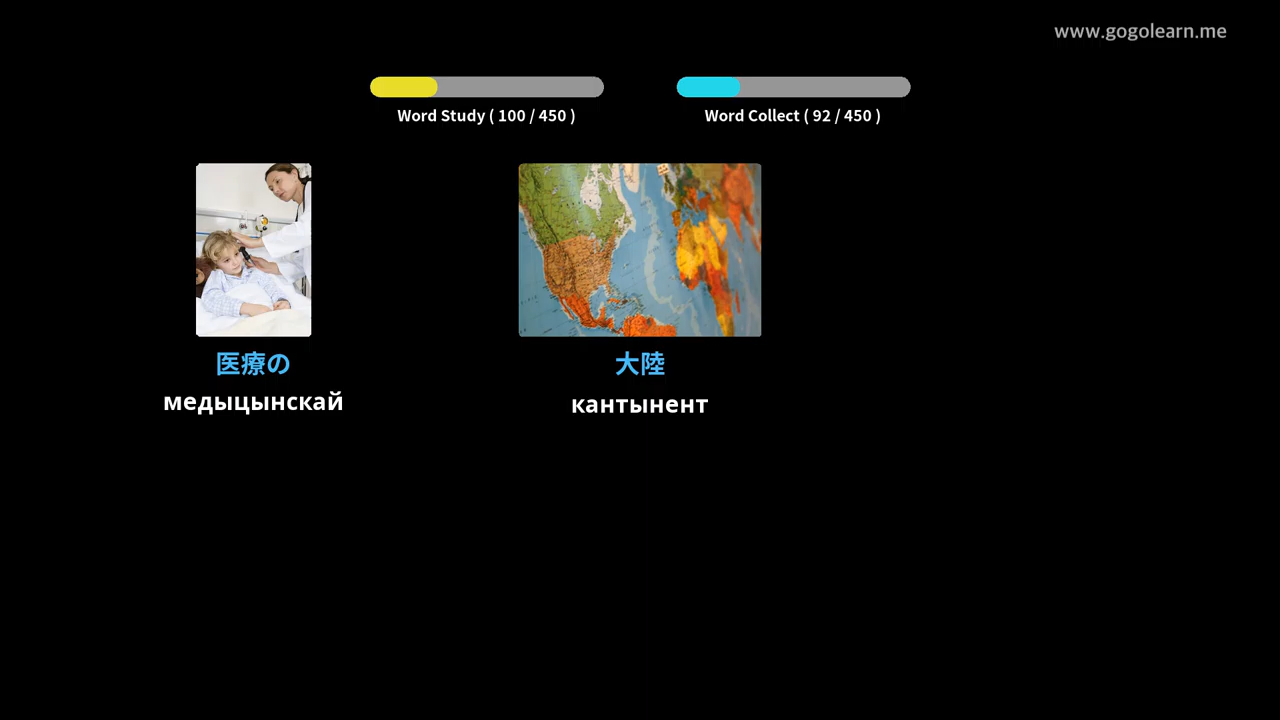 www.gogolearn.me
Word Study ( 100 / 450 )
Word Collect ( 92 / 450 )
医療の
медыцынскай
大陸
кантынент